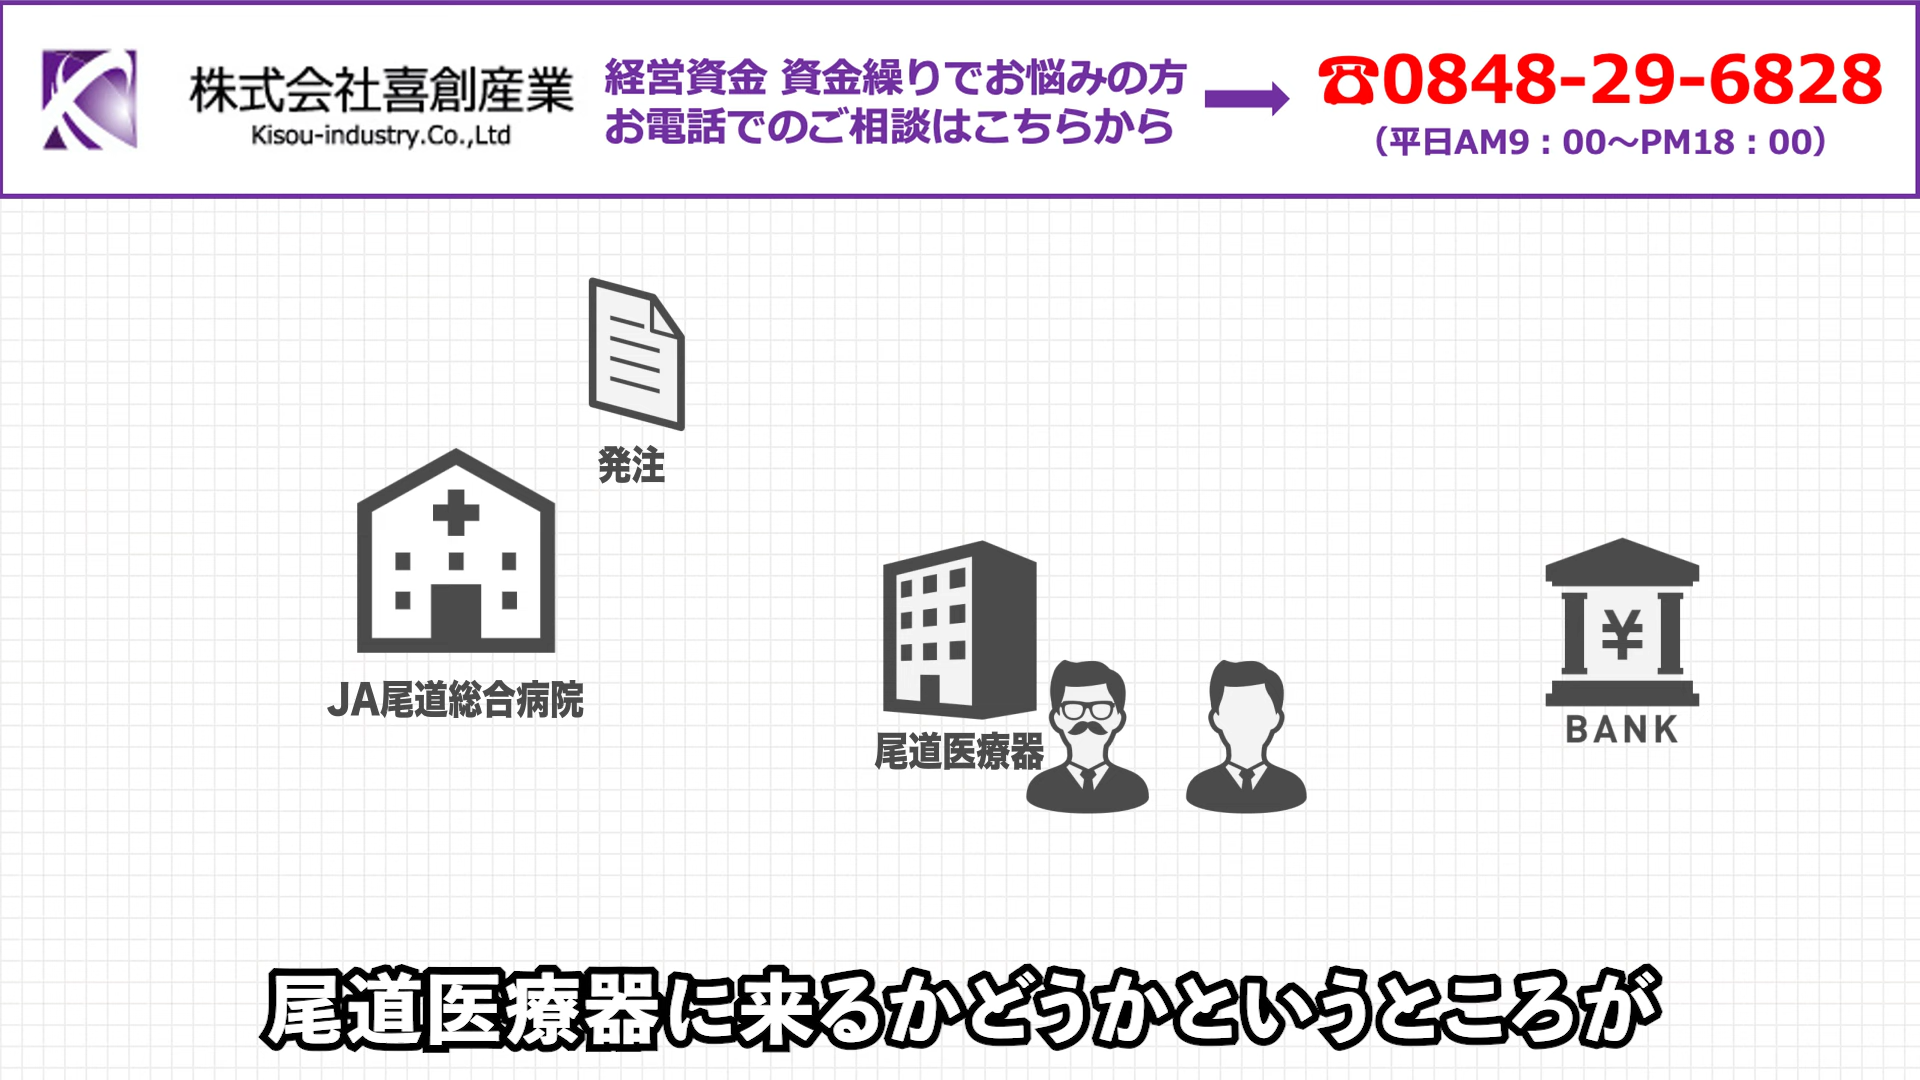 株式会社喜創産業
Kisou-industry.Co.,Ltd
経営資金 資金繰りでお悩みの方
お電話でのご相談はこちらから
☎0848-29-6828
（平日AM9：00～PM18：00）
発注
JA尾道総合病院
尾道医療器
¥
BANK
尾道医療器に来るかどうかというところが